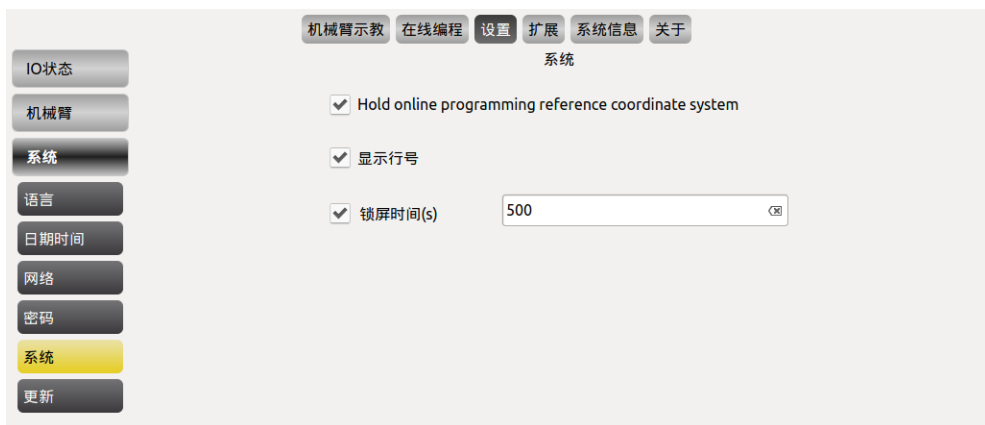 机械臂示教 在线编程 设置 扩展 系统信息 关于
系统
IO状态
机械臂
系统
语言
日期时间
网络
密码
系统
更新
Hold online programming reference coordinate system
显示行号
锁屏时间(s) 500